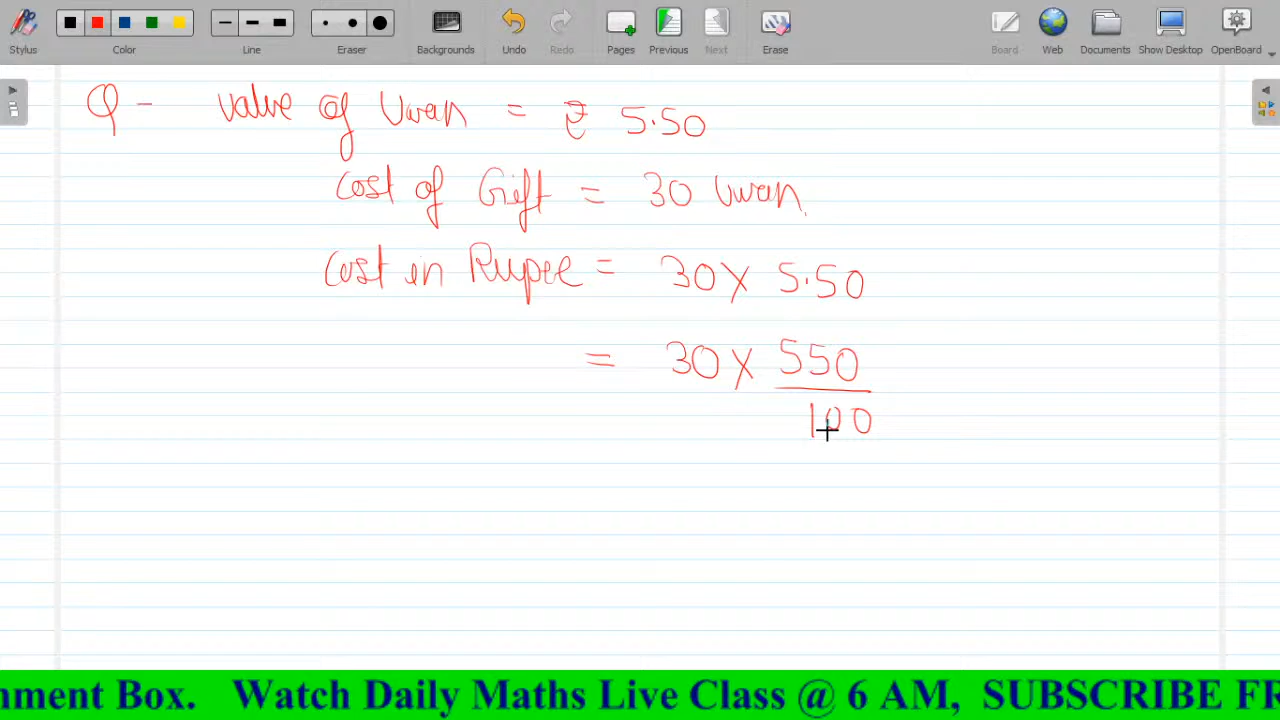 Stylus Color Line Eraser Backgrounds Undo Redo Pages Previous Next Erase Board Web Documents Show Desktop OpenBoard
Q - value of Uwan = ₹ 5.50
cost of Gift = 30 Uwan
cost in Rupee = 30 X 5.50
= 30 X 550
100
nment Box. Watch Daily Maths Live Class @ 6 AM, SUBSCRIBE FR